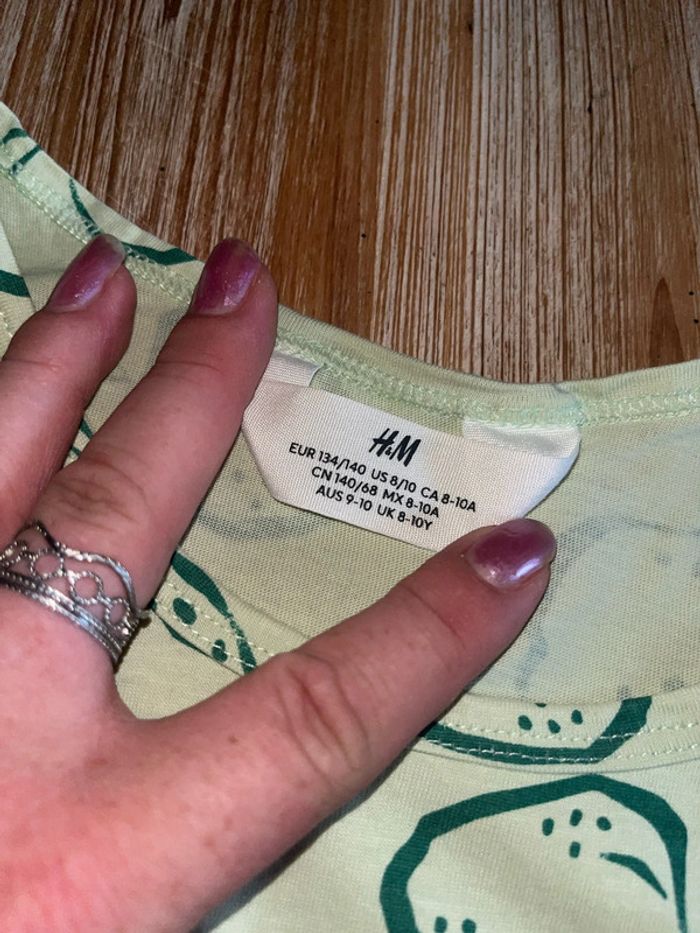 H&M
EUR 134/140 US 8/10 CA 8-10A
CN 140/68 MX 8-10A
AUS 9-10 UK 8-10Y